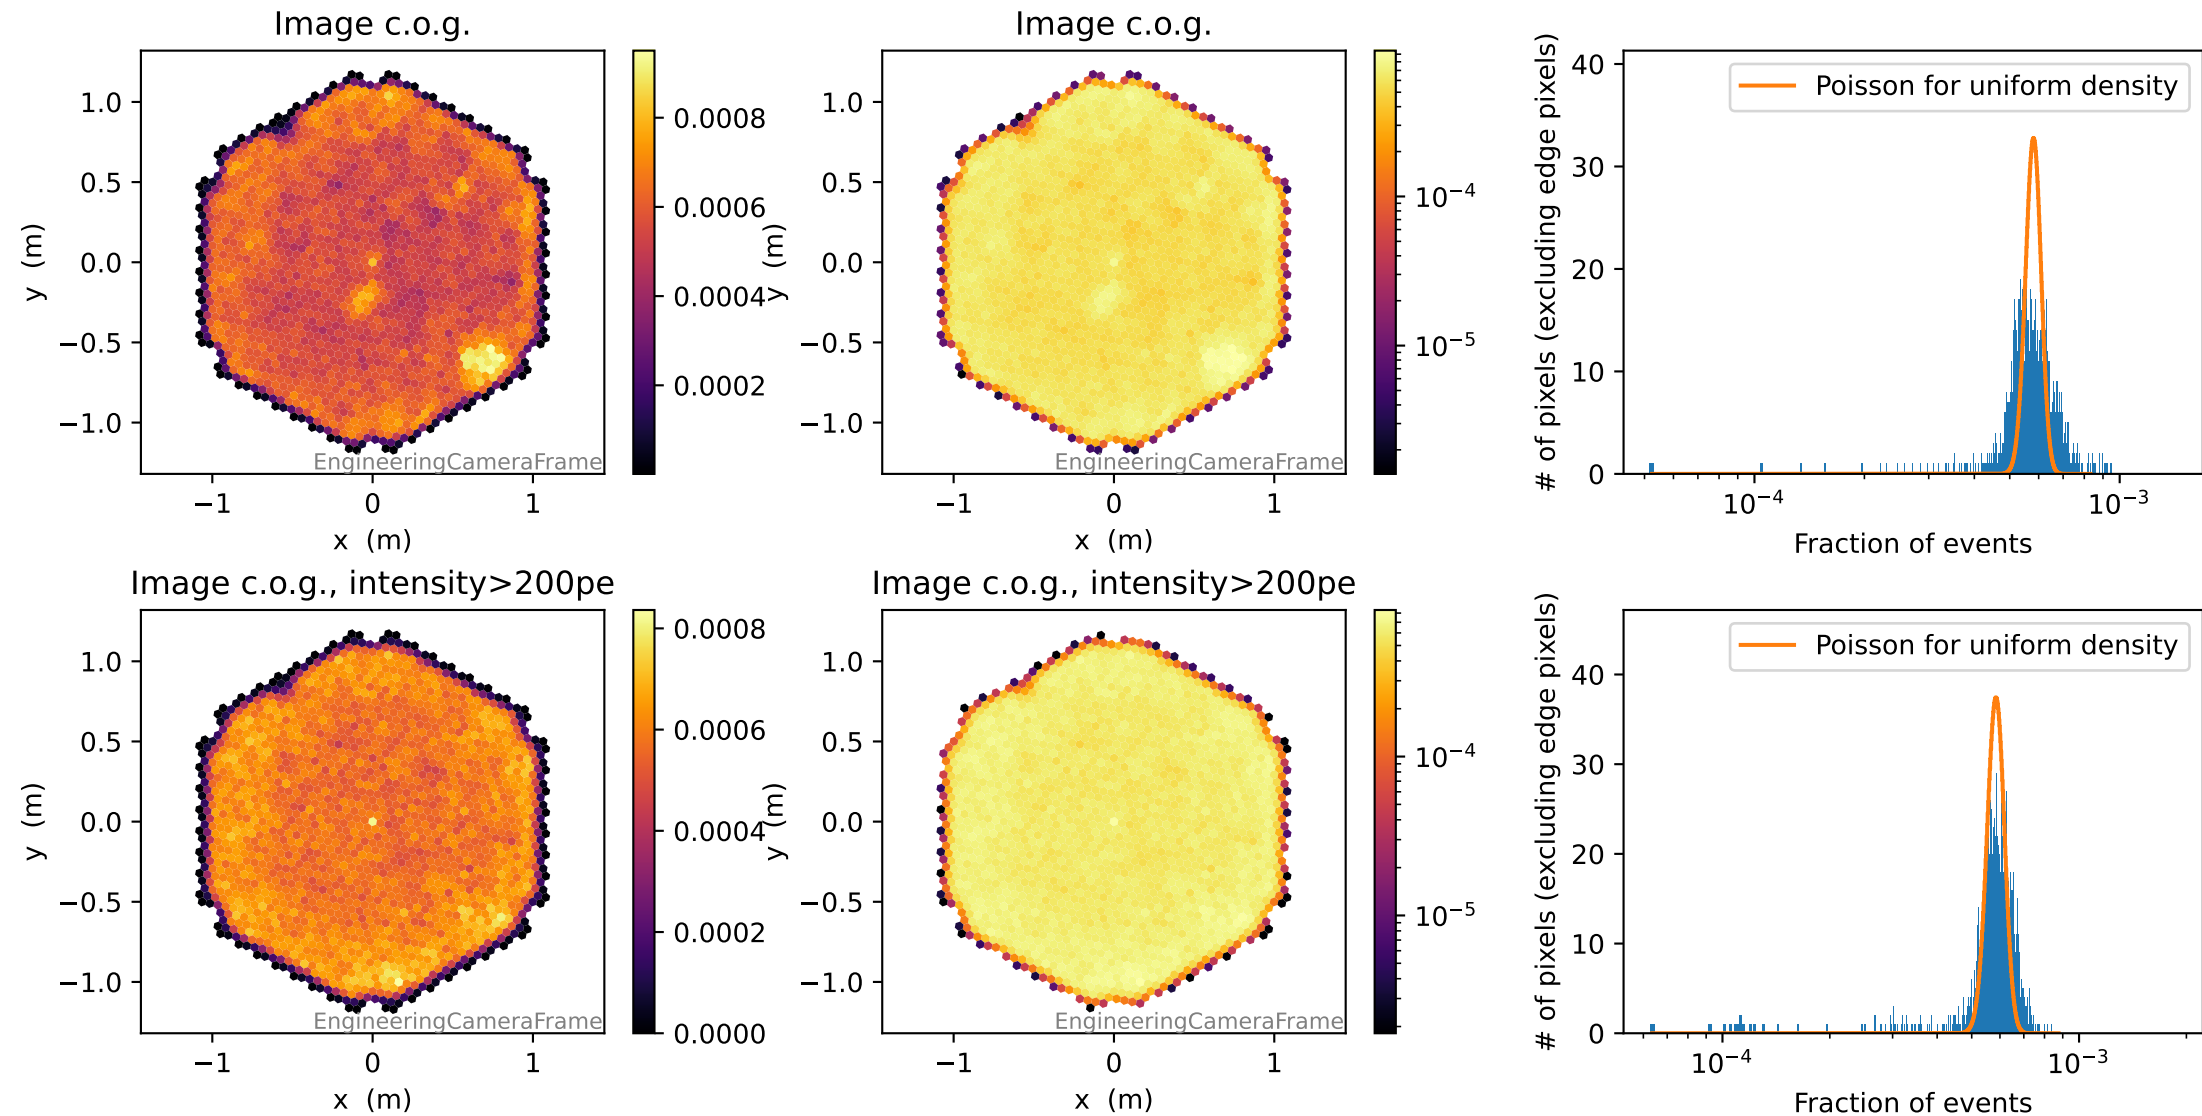 Image c.o.g.
1.0
0.5
0.0
−0.5
−1.0
y (m)
−1
0
1
x (m)
EngineeringCameraFrame
0.0008
0.0006
0.0004
0.0002
Image c.o.g.
1.0
0.5
0.0
−0.5
−1.0
y (m)
−1
0
1
x (m)
EngineeringCameraFrame
10⁻⁴
10⁻⁵
# of pixels (excluding edge pixels)
40
30
20
10
0
Poisson for uniform density
10⁻⁴
10⁻³
Fraction of events
Image c.o.g., intensity>200pe
1.0
0.5
0.0
−0.5
−1.0
y (m)
−1
0
1
x (m)
EngineeringCameraFrame
0.0008
0.0006
0.0004
0.0002
0.0000
Image c.o.g., intensity>200pe
1.0
0.5
0.0
−0.5
−1.0
y (m)
−1
0
1
x (m)
EngineeringCameraFrame
10⁻⁴
10⁻⁵
# of pixels (excluding edge pixels)
40
30
20
10
0
Poisson for uniform density
10⁻⁴
10⁻³
Fraction of events